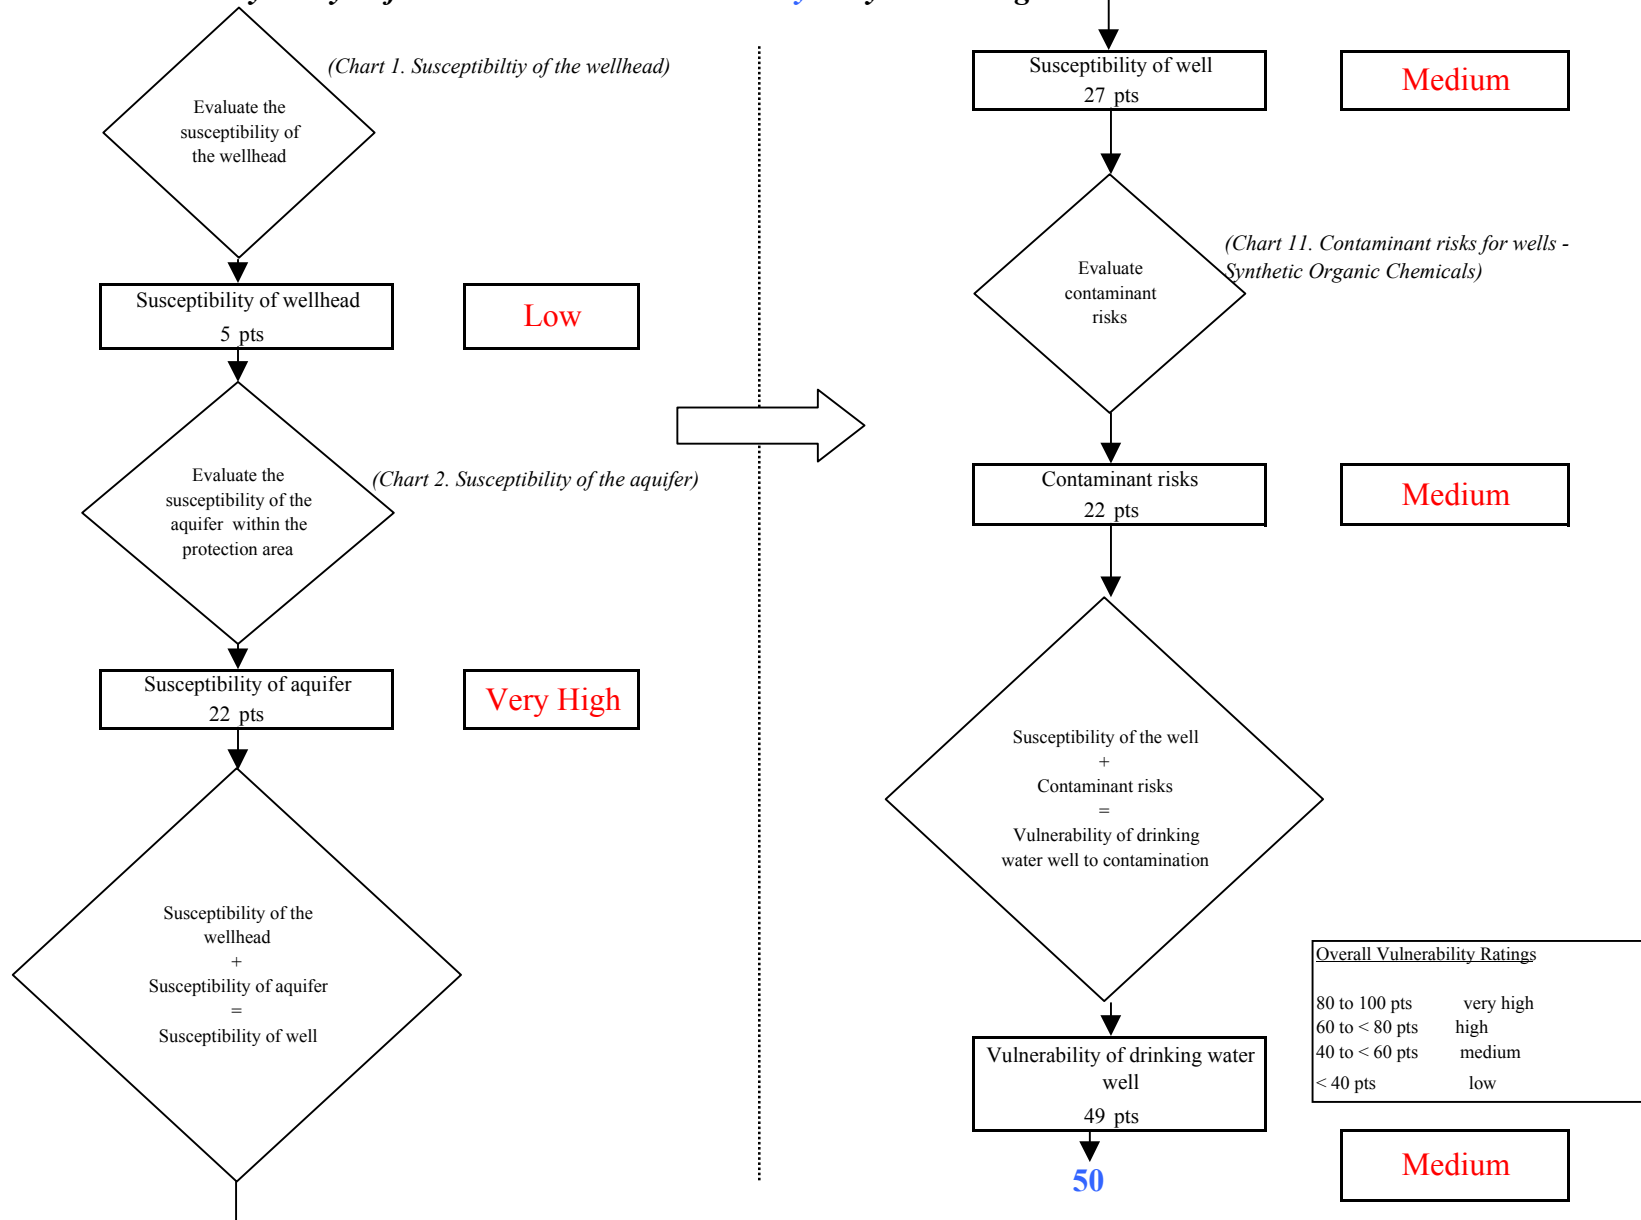 (Chart 1. Susceptibiltiy of the wellhead)
Evaluate the
susceptibility of
the wellhead
Susceptibility of wellhead
5 pts
Low
Evaluate the
susceptibility of the
aquifer within the
protection area
(Chart 2. Susceptibility of the aquifer)
Susceptibility of aquifer
22 pts
Very High
Susceptibility of the
wellhead
+
Susceptibility of aquifer
=
Susceptibility of well
Susceptibility of well
27 pts
Medium
(Chart 11. Contaminant risks for wells -
Synthetic Organic Chemicals)
Evaluate
contaminant
risks
Contaminant risks
22 pts
Medium
Susceptibility of the well
+
Contaminant risks
=
Vulnerability of drinking
water well to contamination
Overall Vulnerability Ratings
80 to 100 pts very high
60 to < 80 pts high
40 to < 60 pts medium
< 40 pts low
Vulnerability of drinking water
well
49 pts
50
Medium